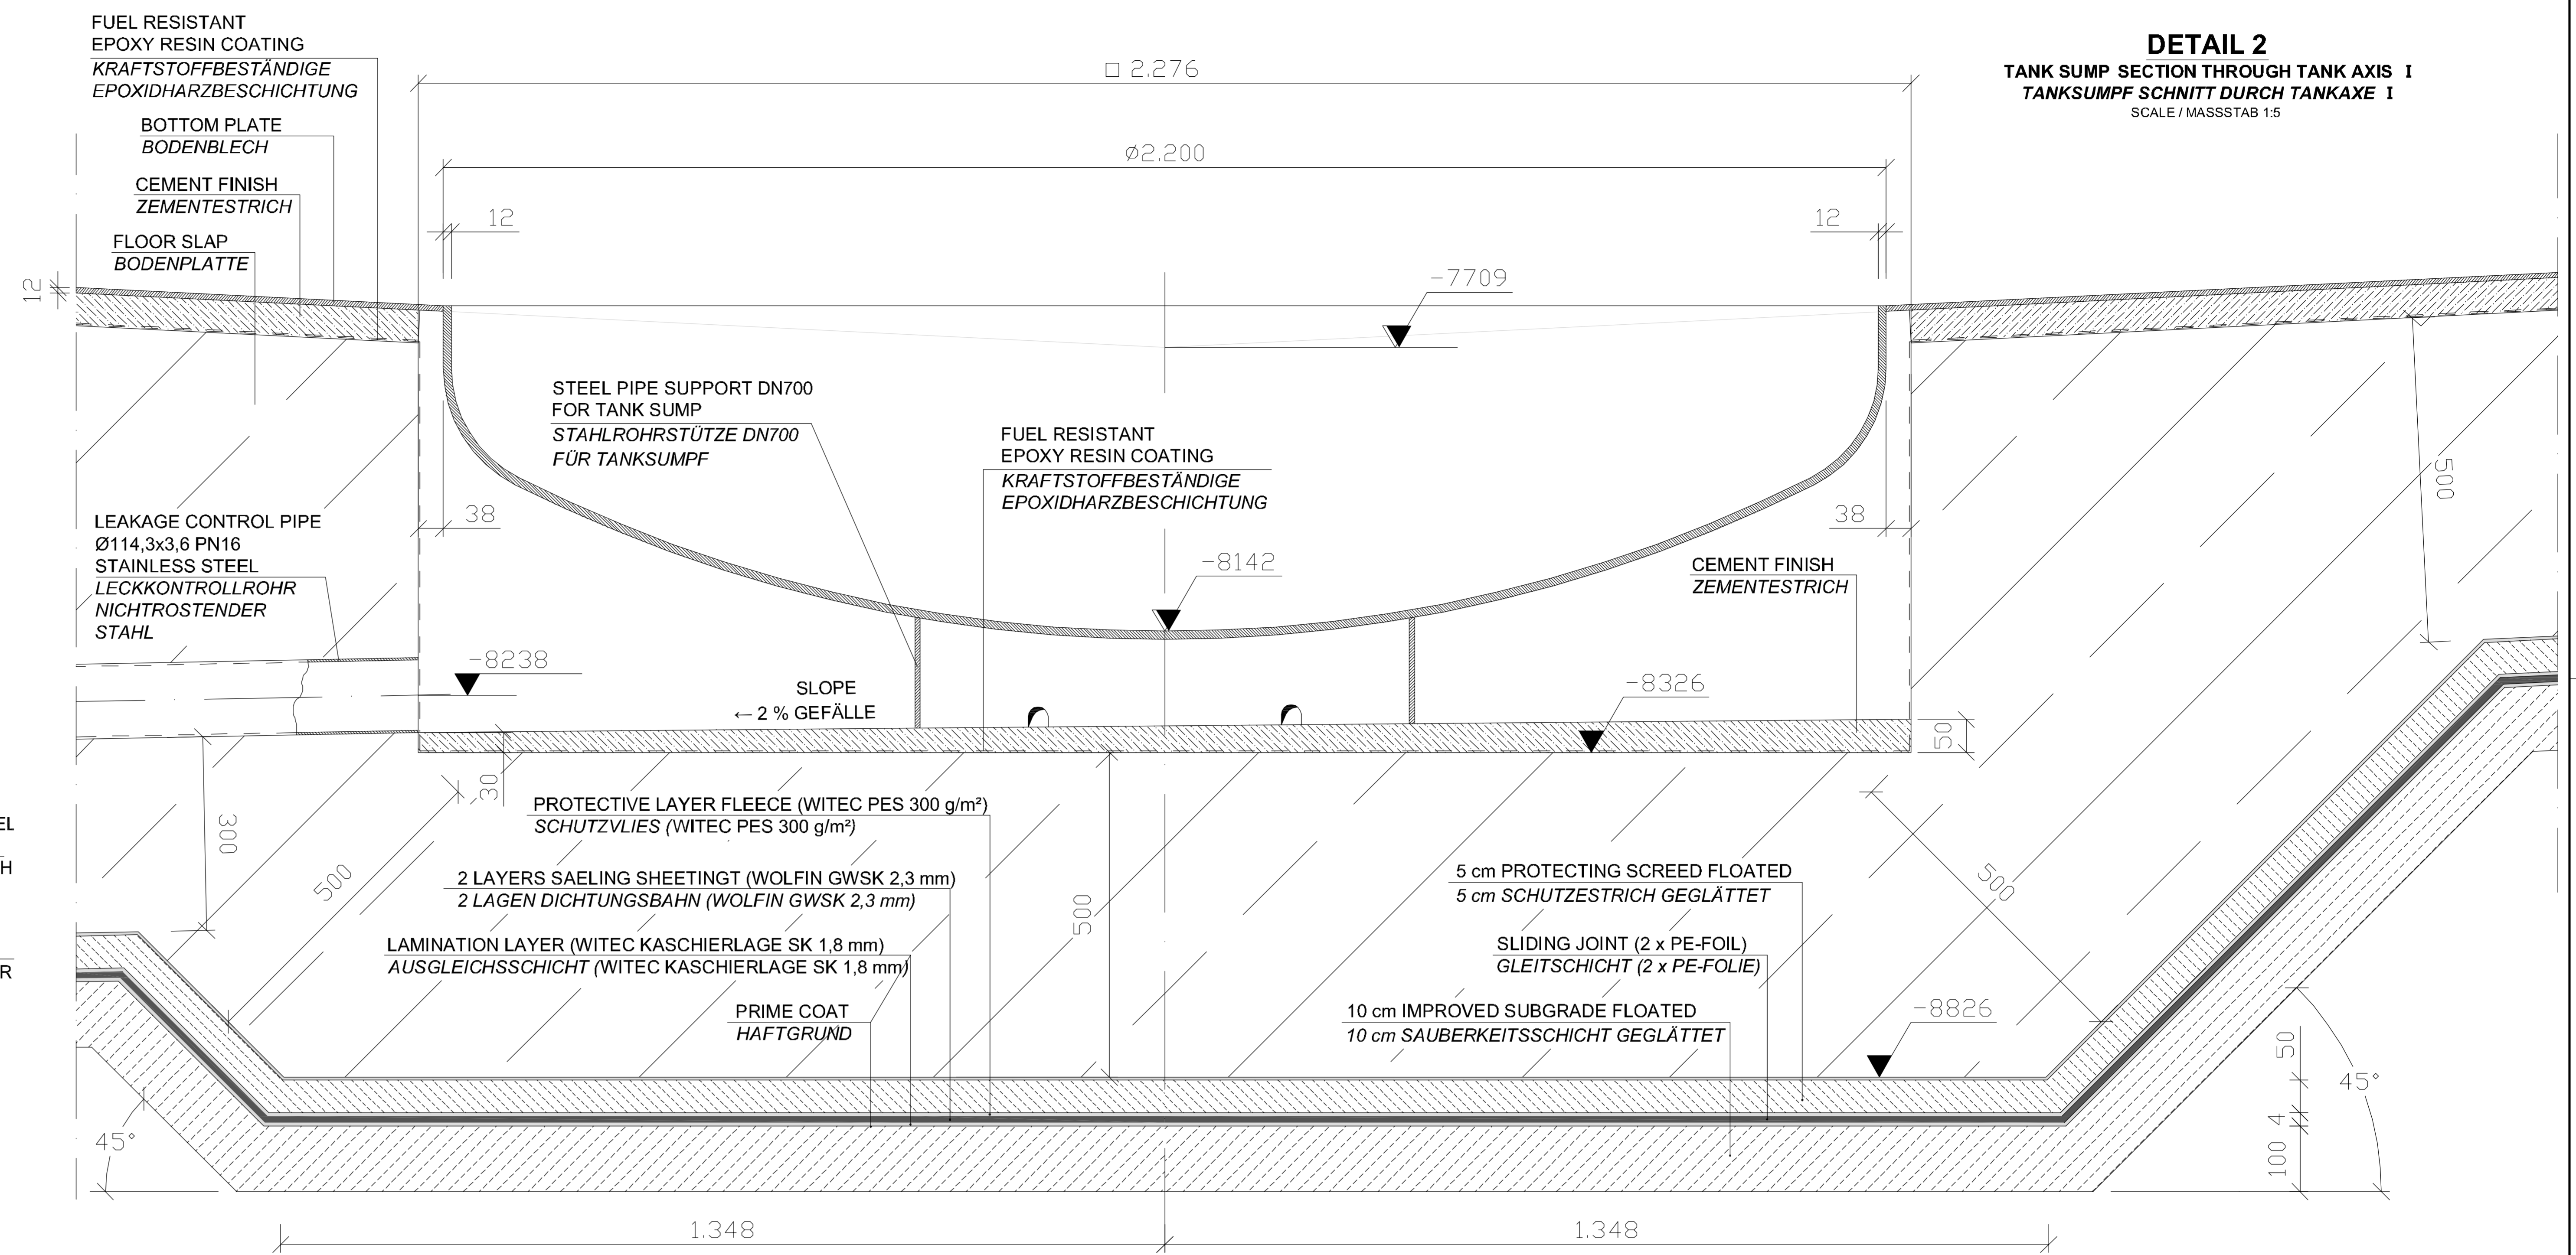 FUEL RESISTANT
EPOXY RESIN COATING
KRAFTSTOFFBESTÄNDIGE
EPOXIDHARZBESCHICHTUNG
BOTTOM PLATE
BODENBLECH
CEMENT FINISH
ZEMENTESTRICH
FLOOR SLAP
BODENPLATTE
12
□ 2.276
Ø2.200
12
12
DETAIL 2
TANK SUMP SECTION THROUGH TANK AXIS I
TANKSUMPF SCHNITT DURCH TANKAXE I
SCALE / MASSSTAB 1:5
-7709
STEEL PIPE SUPPORT DN700
FOR TANK SUMP
STAHLROHRSTÜTZE DN700
FÜR TANKSUMPF
FUEL RESISTANT
EPOXY RESIN COATING
KRAFTSTOFFBESTÄNDIGE
EPOXIDHARZBESCHICHTUNG
500
38
38
LEAKAGE CONTROL PIPE
Ø114,3x3,6 PN16
STAINLESS STEEL
LECKKONTROLLROHR
NICHTROSTENDER
STAHL
-8142
CEMENT FINISH
ZEMENTESTRICH
-8238
SLOPE
← 2 % GEFÄLLE
-8326
50
30
300
500
500
500
PROTECTIVE LAYER FLEECE (WITEC PES 300 g/m²)
SCHUTZVLIES (WITEC PES 300 g/m²)
2 LAYERS SAELING SHEETINGT (WOLFIN GWSK 2,3 mm)
2 LAGEN DICHTUNGSBAHN (WOLFIN GWSK 2,3 mm)
LAMINATION LAYER (WITEC KASCHIERLAGE SK 1,8 mm)
AUSGLEICHSSCHICHT (WITEC KASCHIERLAGE SK 1,8 mm)
PRIME COAT
HAFTGRUND
5 cm PROTECTING SCREED FLOATED
5 cm SCHUTZESTRICH GEGLÄTTET
SLIDING JOINT (2 x PE-FOIL)
GLEITSCHICHT (2 x PE-FOLIE)
10 cm IMPROVED SUBGRADE FLOATED
10 cm SAUBERKEITSSCHICHT GEGLÄTTET
-8826
50
4
100
45°
45°
1.348
1.348
EL
H
R